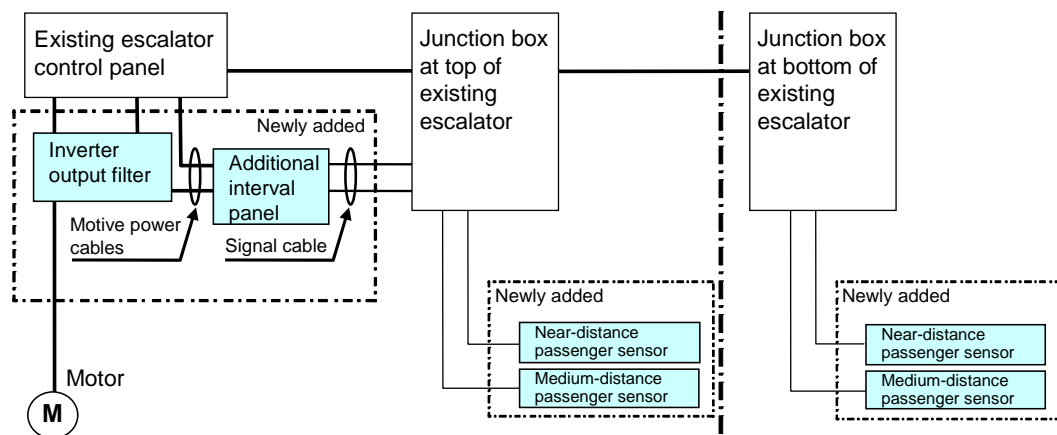 Existing escalator
control panel
Junction box
at top of
existing
escalator
Junction box
at bottom of
existing
escalator
Newly added
Inverter
output filter
Additional
interval
panel
Motive power
cables
Signal cable
Newly added
Near-distance
passenger sensor
Medium-distance
passenger sensor
Newly added
Near-distance
passenger sensor
Medium-distance
passenger sensor
Motor
M